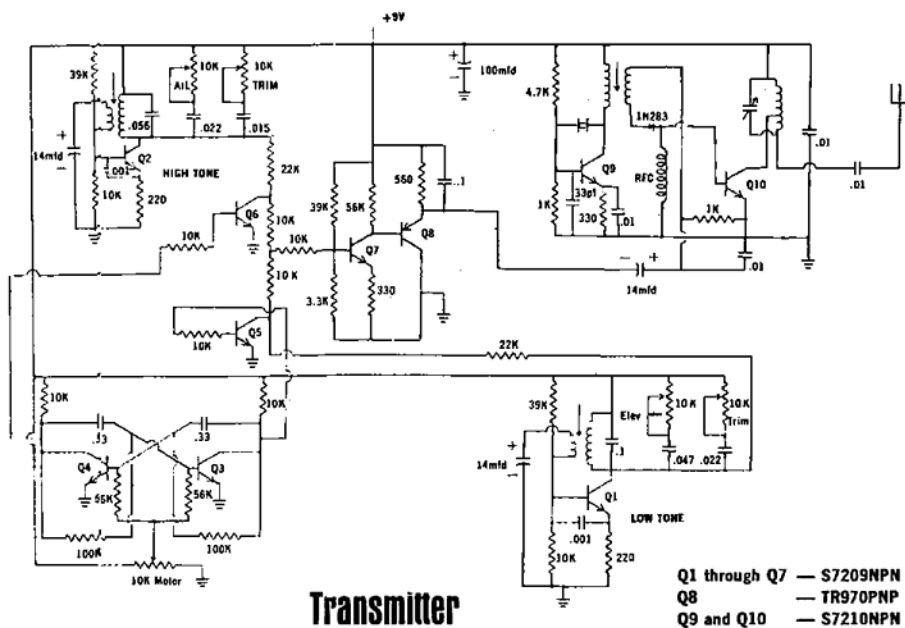 +9V
39K
10K
AIL
10K
TRIM
+
-
100mfd
4.7K
.056
.022
.015
1N283
+
14mfd
-
Q2
.001
HIGH TONE
22K
10K
220
39K
56K
560
.1
Q9
RFC
Q10
.01
.01
Q6
10K
1K
33pf
330
.01
1K
10K
10K
Q7
Q8
.01
10K
3.3K
330
- +
14mfd
Q5
10K
22K
10K
10K
39K
Elev
10K
10K
Trim
.33
.33
+
14mfd
.1
.047
.022
Q4
Q3
56K
Q1
LOW TONE
.001
100K
100K
10K
220
10K Motor
Transmitter
Q1 through Q7 — S7209NPN
Q8 — TR970PNP
Q9 and Q10 — S7210NPN